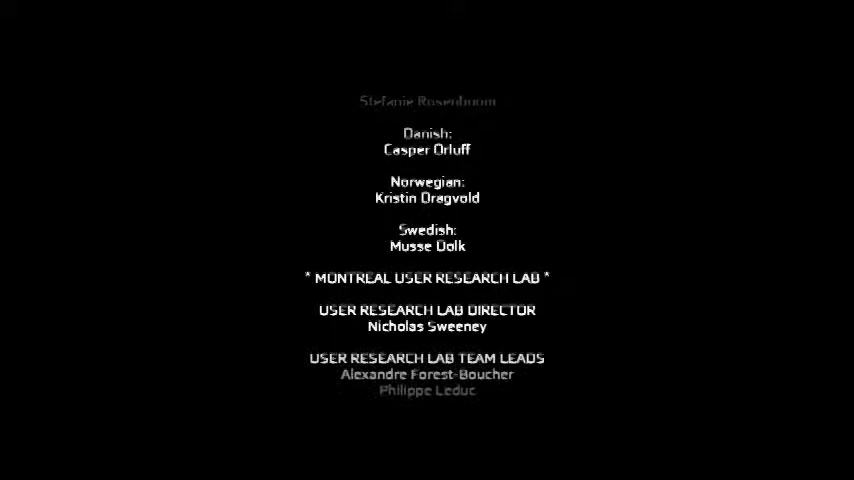 Stefanie Rosenboom
Danish:
Casper Orluff
Norwegian:
Kristin Dragvold
Swedish:
Musse Dolk
* MONTREAL USER RESEARCH LAB *
USER RESEARCH LAB DIRECTOR
Nicholas Sweeney
USER RESEARCH LAB TEAM LEADS
Alexandre Forest-Boucher
Philippe Leduc